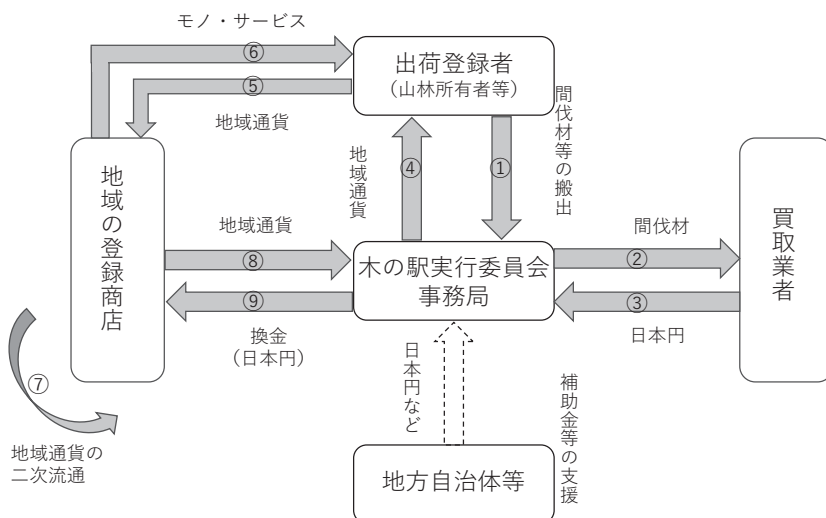 モノ・サービス
⑥
⑤
地域通貨
出荷登録者
（山林所有者等）
地域通貨
④
①
間伐材等の搬出
地域の登録商店
地域通貨
⑧
⑨
換金
（日本円）
木の駅実行委員会
事務局
間伐材
②
③
日本円
買取業者
⑦
地域通貨の
二次流通
日本円など
補助金等の支援
地方自治体等